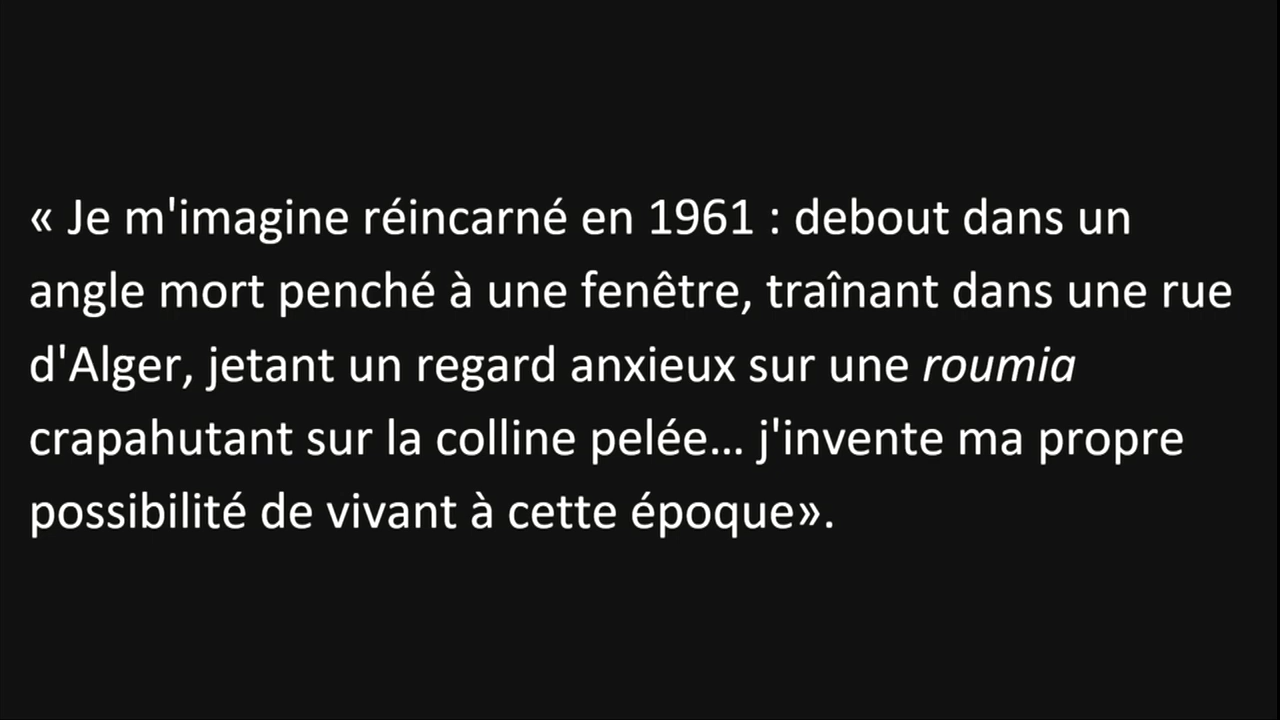 « Je m'imagine réincarné en 1961 : debout dans un
angle mort penché à une fenêtre, traînant dans une rue
d'Alger, jetant un regard anxieux sur une roumia
crapahutant sur la colline pelée... j'invente ma propre
possibilité de vivant à cette époque».